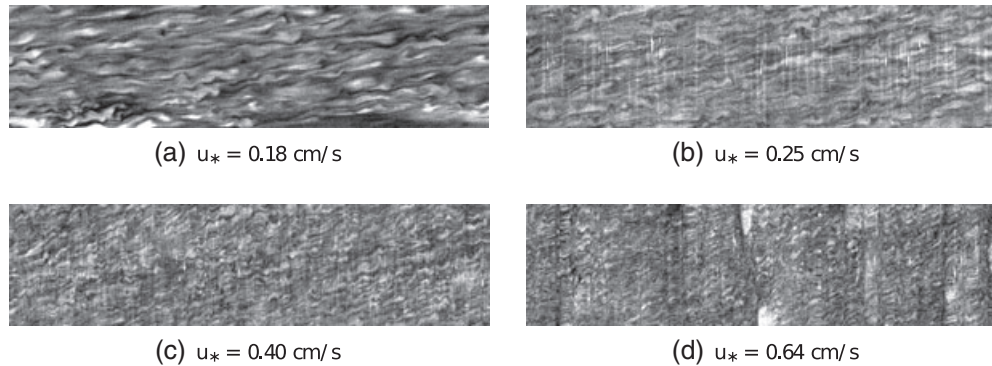 (a) u* = 0.18 cm/s
(b) u* = 0.25 cm/s
(c) u* = 0.40 cm/s
(d) u* = 0.64 cm/s